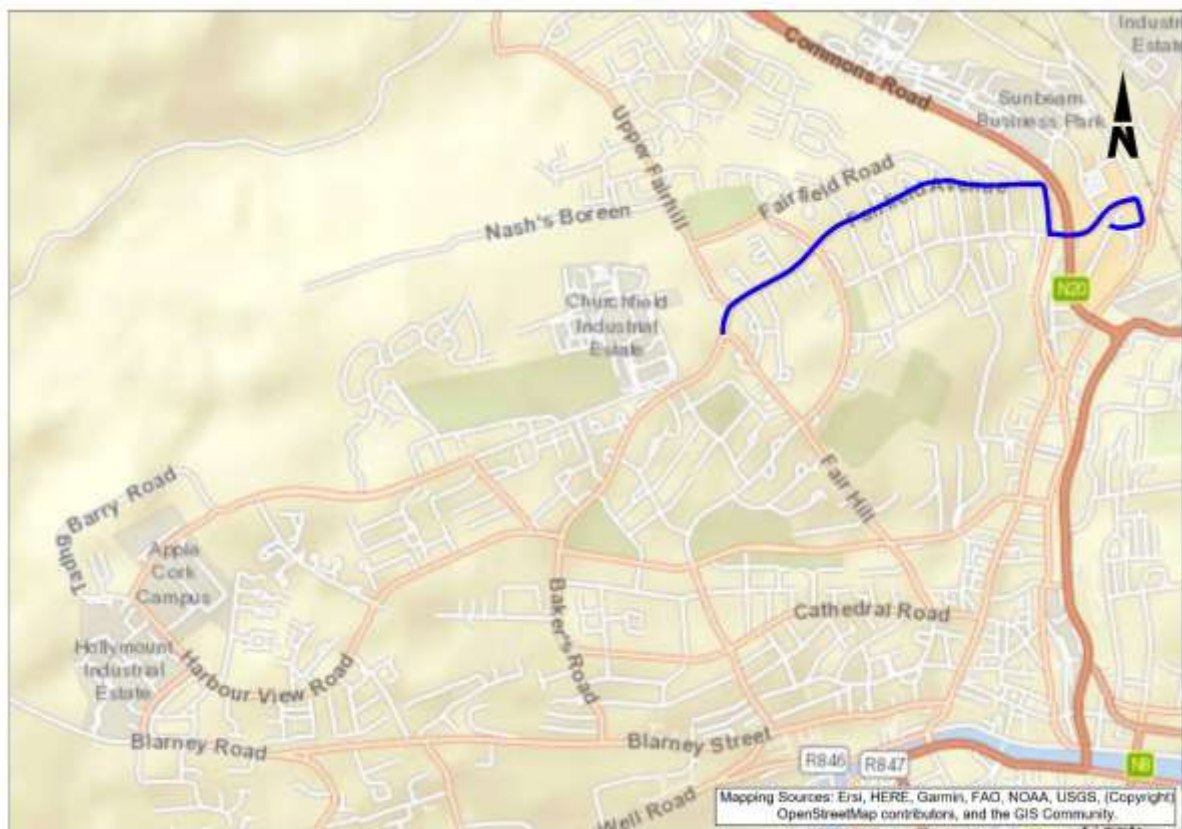 Industrial
Estate
Commons Road
Sunbeam
Business Park
N
Upper Fairhill
Fairfield Road
Fairfield Avenue
Nash's Boreen
N20
Churchfield
Industrial
Estate
Fair Hill
Barry Road
Tadhg
Apple
Cork
Campus
Baker's Road
Cathedral Road
Hollymount
Industrial
Estate
Harbour View Road
Blarney Road
Blarney Street
R846
R847
N8
Well Road
Mapping Sources: Ersi, HERE, Garmin, FAO, NOAA, USGS, (Copyright)
OpenStreetMap contributors, and the GIS Community.